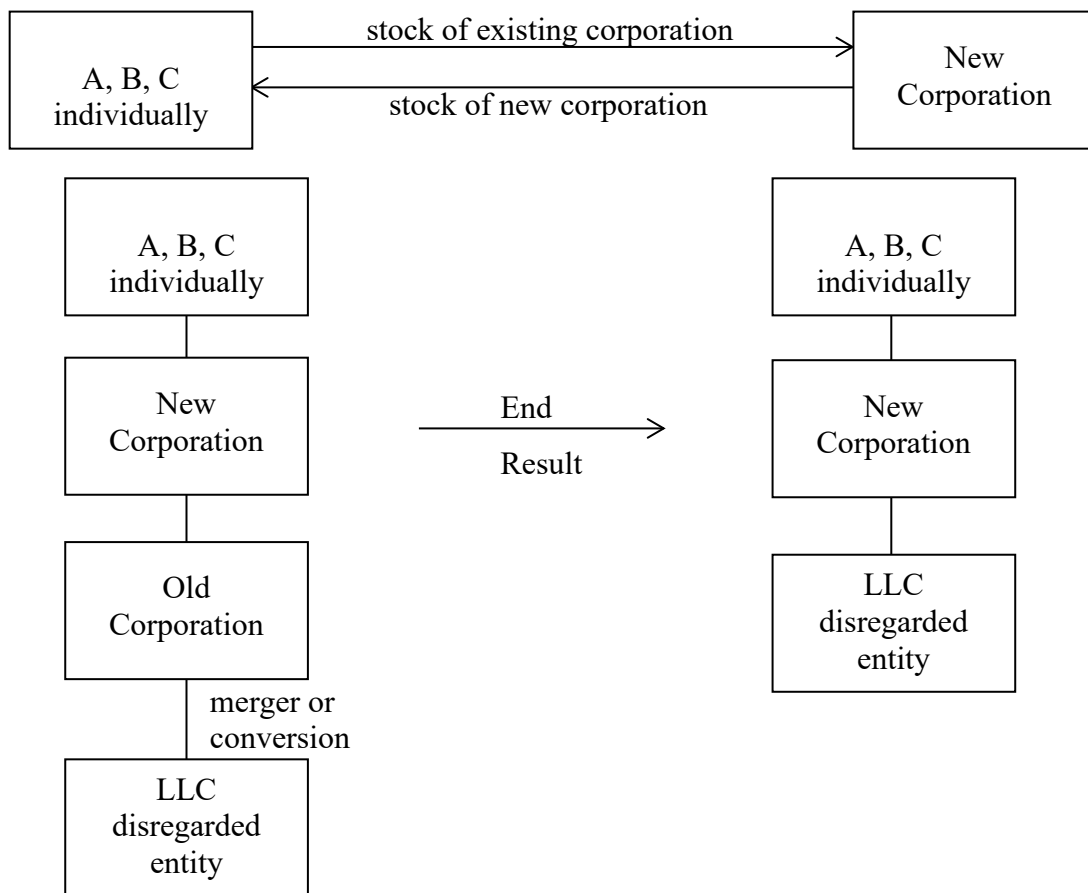 stock of existing corporation
A, B, C
individually
New
Corporation
stock of new corporation
A, B, C
individually
New
Corporation
Old
Corporation
merger or
conversion
LLC
disregarded
entity
End
Result
A, B, C
individually
New
Corporation
LLC
disregarded
entity